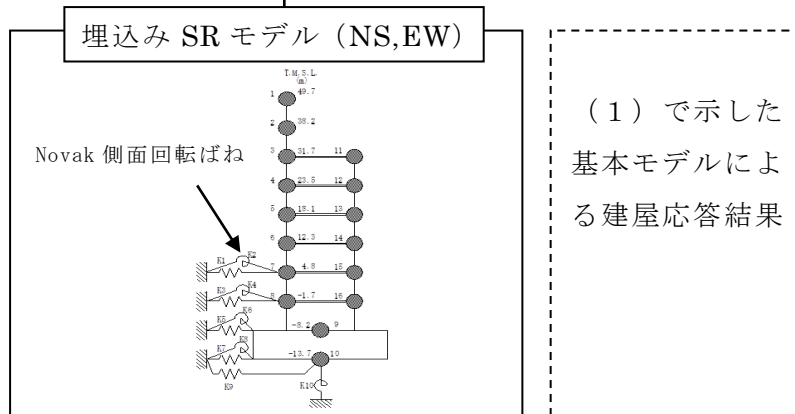 埋込み SR モデル（NS,EW）
T.M.S.L.
(m)
1 49.7
2 38.2
Novak 側面回転ばね
3 31.7 11
4 23.5 12
5 18.1 13
6 12.3 14
K1 K2 7 4.8 15
K3 K4 8 -1.7 16
K5 K6 -8.2 9
K7 K8 -13.7 10
K9
K10
（１）で示した
基本モデルによ
る建屋応答結果